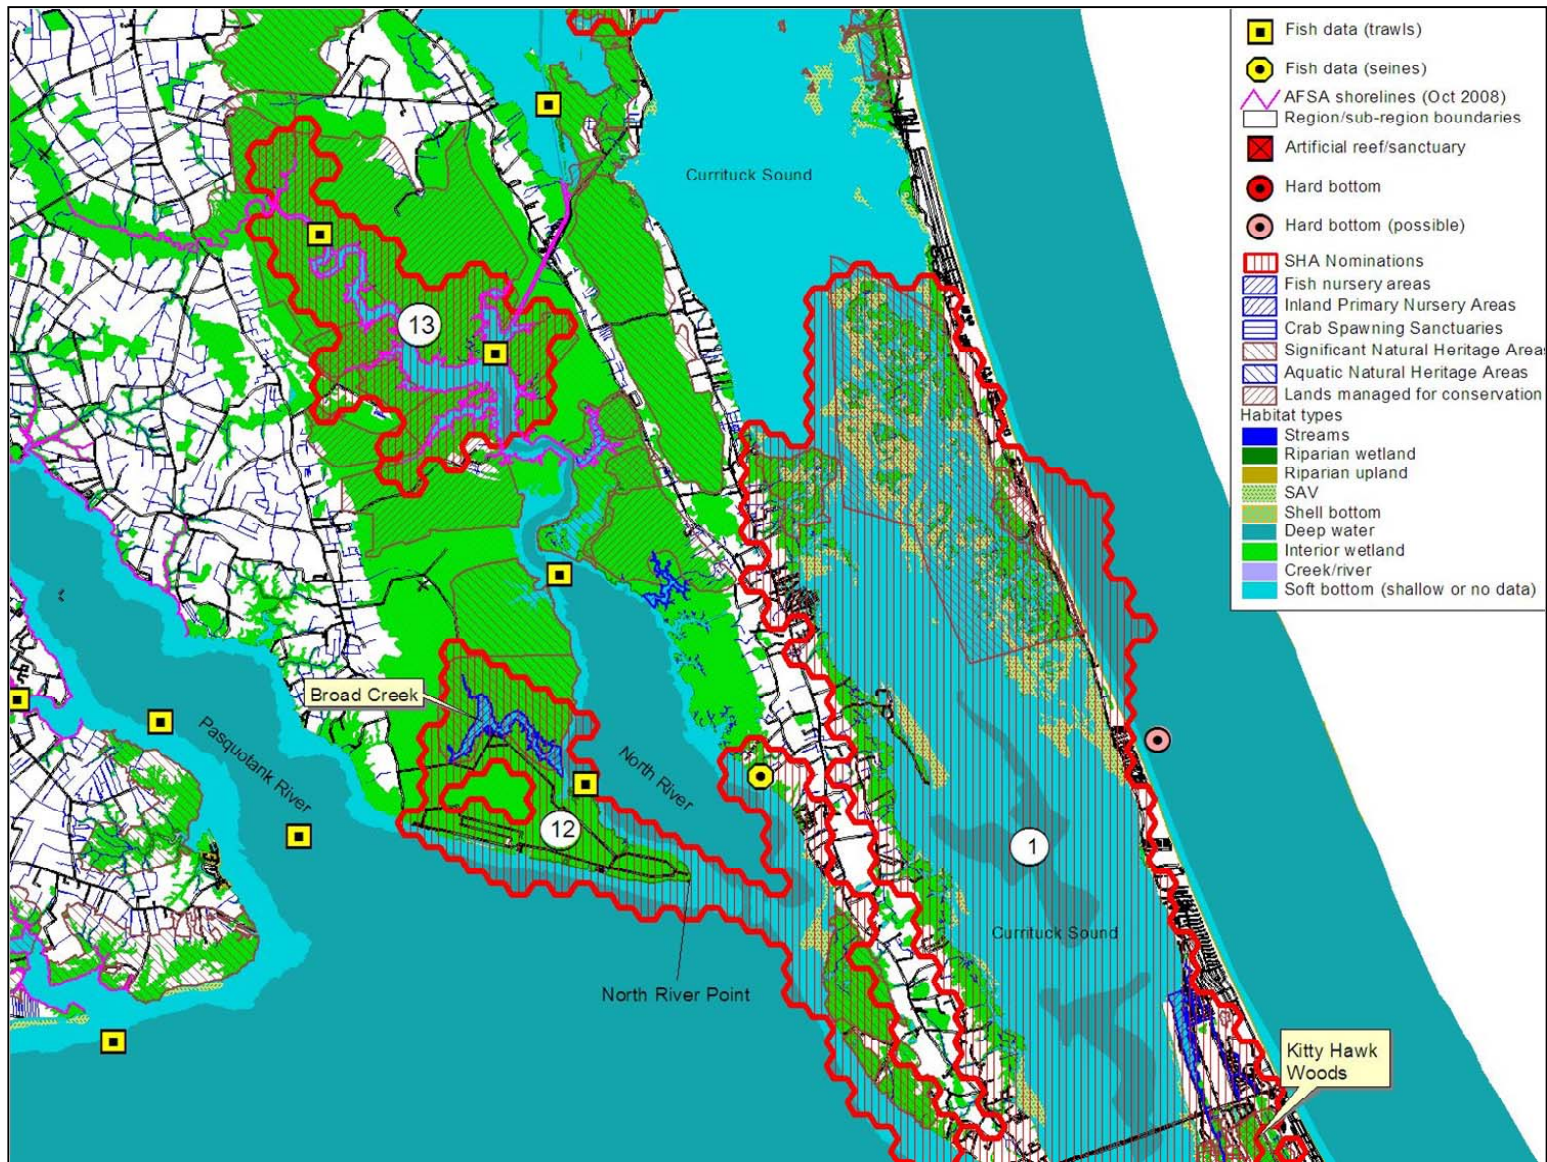 Fish data (trawls)
Fish data (seines)
AFSA shorelines (Oct 2008)
Region/sub-region boundaries
Artificial reef/sanctuary
Hard bottom
Hard bottom (possible)
SHA Nominations
Fish nursery areas
Inland Primary Nursery Areas
Crab Spawning Sanctuaries
Significant Natural Heritage Areas
Aquatic Natural Heritage Areas
Lands managed for conservation
Habitat types
Streams
Riparian wetland
Riparian upland
SAV
Shell bottom
Deep water
Interior wetland
Creek/river
Soft bottom (shallow or no data)
Currituck Sound
13
Broad Creek
Pasquotank River
North River
12
1
Currituck Sound
North River Point
Kitty Hawk
Woods